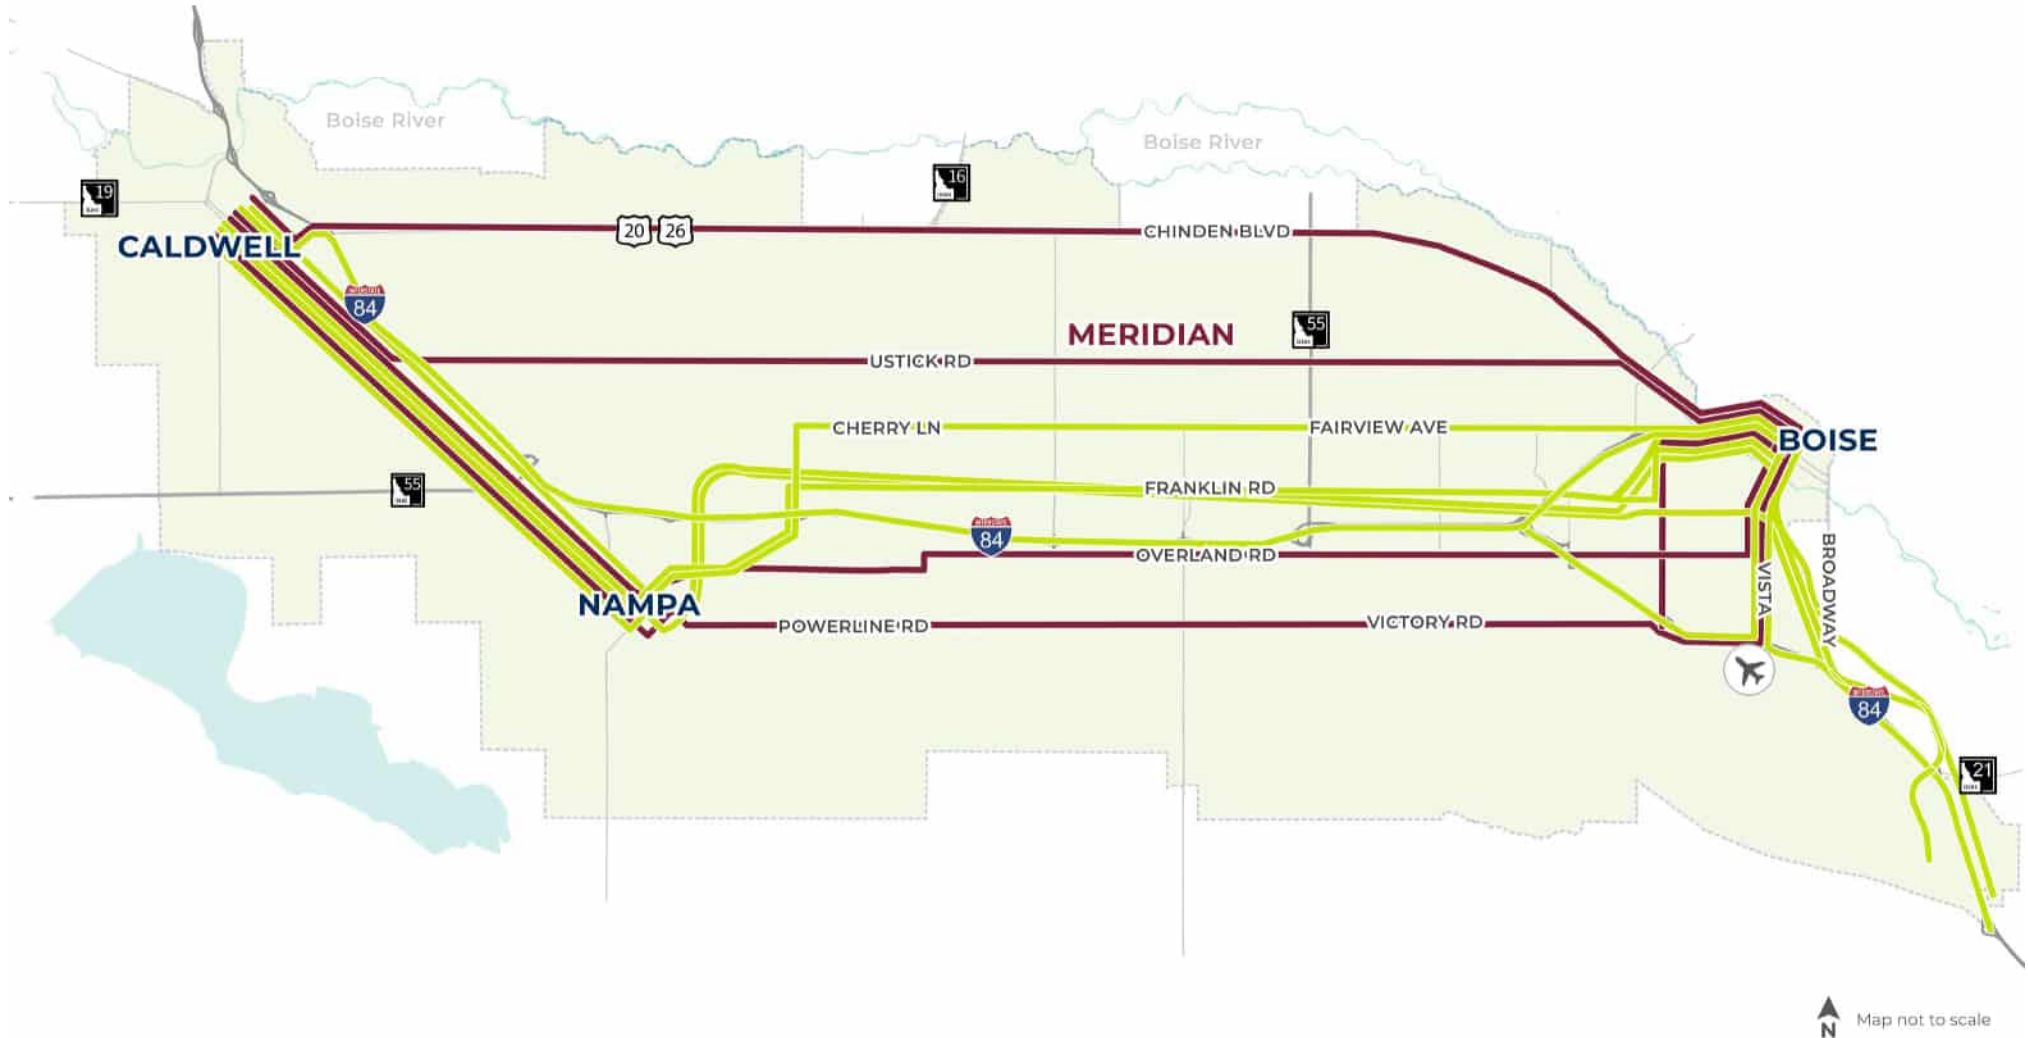 Boise River
Boise River
19
16
20
26
CHINDEN BLVD
CALDWELL
84
MERIDIAN
55
USTICK RD
CHERRY LN
FAIRVIEW AVE
BOISE
55
FRANKLIN RD
84
OVERLAND RD
BROADWAY
VISTA
NAMPA
POWERLINE RD
VICTORY RD
84
21
N
Map not to scale